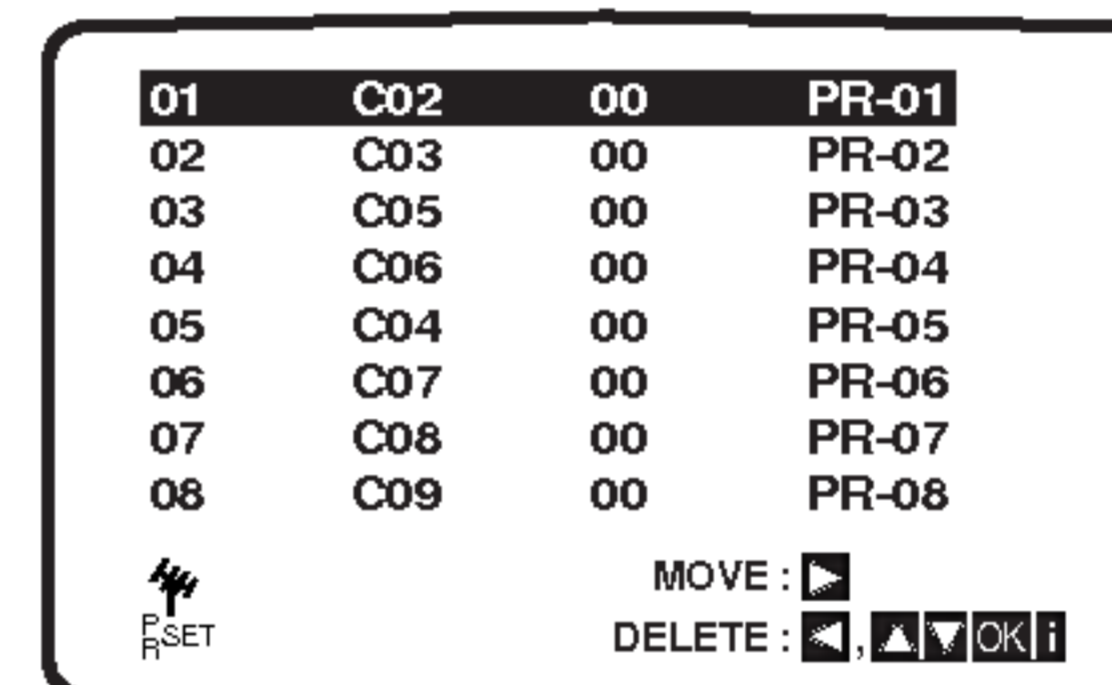 01 C02 00 PR-01
02 C03 00 PR-02
03 C05 00 PR-03
04 C06 00 PR-04
05 C04 00 PR-05
06 C07 00 PR-06
07 C08 00 PR-07
08 C09 00 PR-08
MOVE : ▷
PR SET DELETE : ◁ , △ ▽ OK i